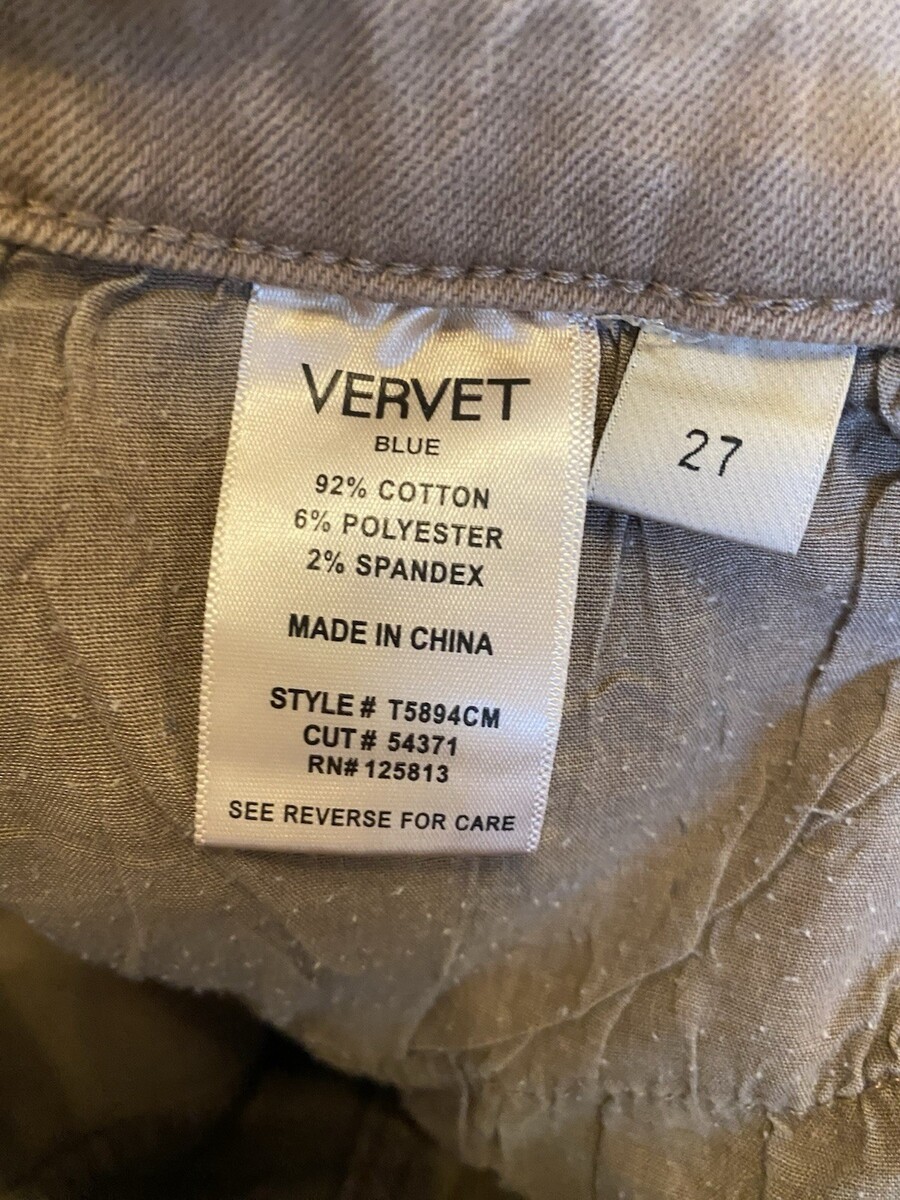 VERVET
BLUE
92% COTTON
6% POLYESTER
2% SPANDEX
MADE IN CHINA
STYLE # T5894CM
CUT # 54371
RN# 125813
SEE REVERSE FOR CARE
27